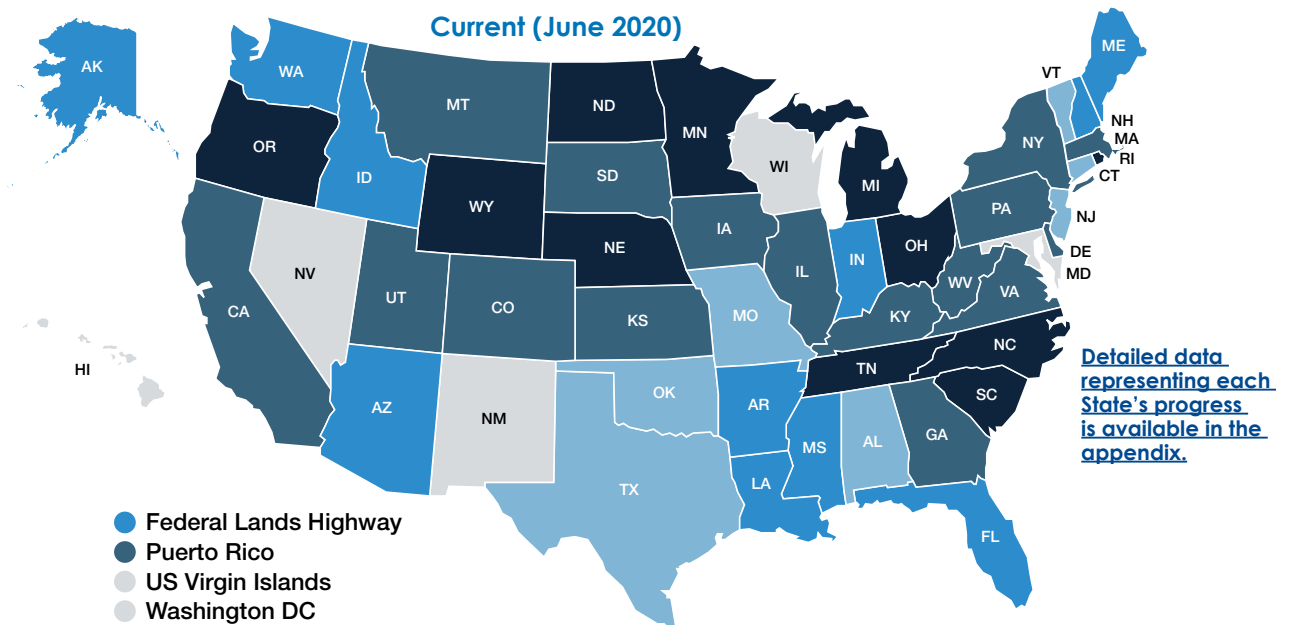 Current (June 2020)
AK
WA
MT
ND
MN
OR
ID
WY
SD
WI
MI
NY
VT
ME
NH
MA
RI
CT
NJ
DE
MD
PA
NE
IA
IL
IN
OH
WV
VA
KY
NV
UT
CO
KS
MO
CA
HI
AZ
NM
OK
AR
TN
NC
SC
TX
LA
MS
AL
GA
FL
Detailed data
representing each
State's progress
is available in the
appendix.
Federal Lands Highway
Puerto Rico
US Virgin Islands
Washington DC